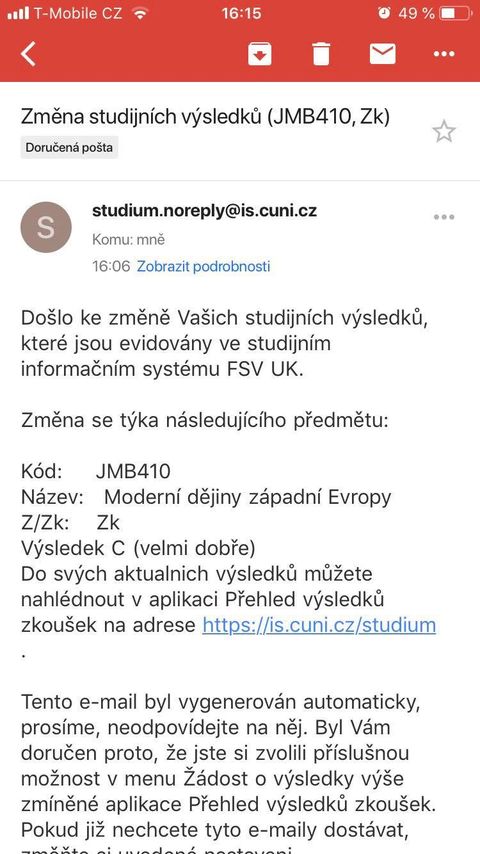 T-Mobile CZ 16:15 49 %
Změna studijních výsledků (JMB410, Zk)
Doručená pošta
S
studium.noreply@is.cuni.cz
Komu: mně
16:06 Zobrazit podrobnosti
Došlo ke změně Vašich studijních výsledků,
které jsou evidovány ve studijním
informačním systému FSV UK.
Změna se týka následujícího předmětu:
Kód: JMB410
Název: Moderní dějiny západní Evropy
Z/Zk: Zk
Výsledek C (velmi dobře)
Do svých aktualnich výsledků můžete
nahlédnout v aplikaci Přehled výsledků
zkoušek na adrese https://is.cuni.cz/studium
.
Tento e-mail byl vygenerován automaticky,
prosíme, neodpovídejte na něj. Byl Vám
doručen proto, že jste si zvolili příslušnou
možnost v menu Žádost o výsledky výše
zmíněné aplikace Přehled výsledků zkoušek.
Pokud již nechcete tyto e-maily dostávat,